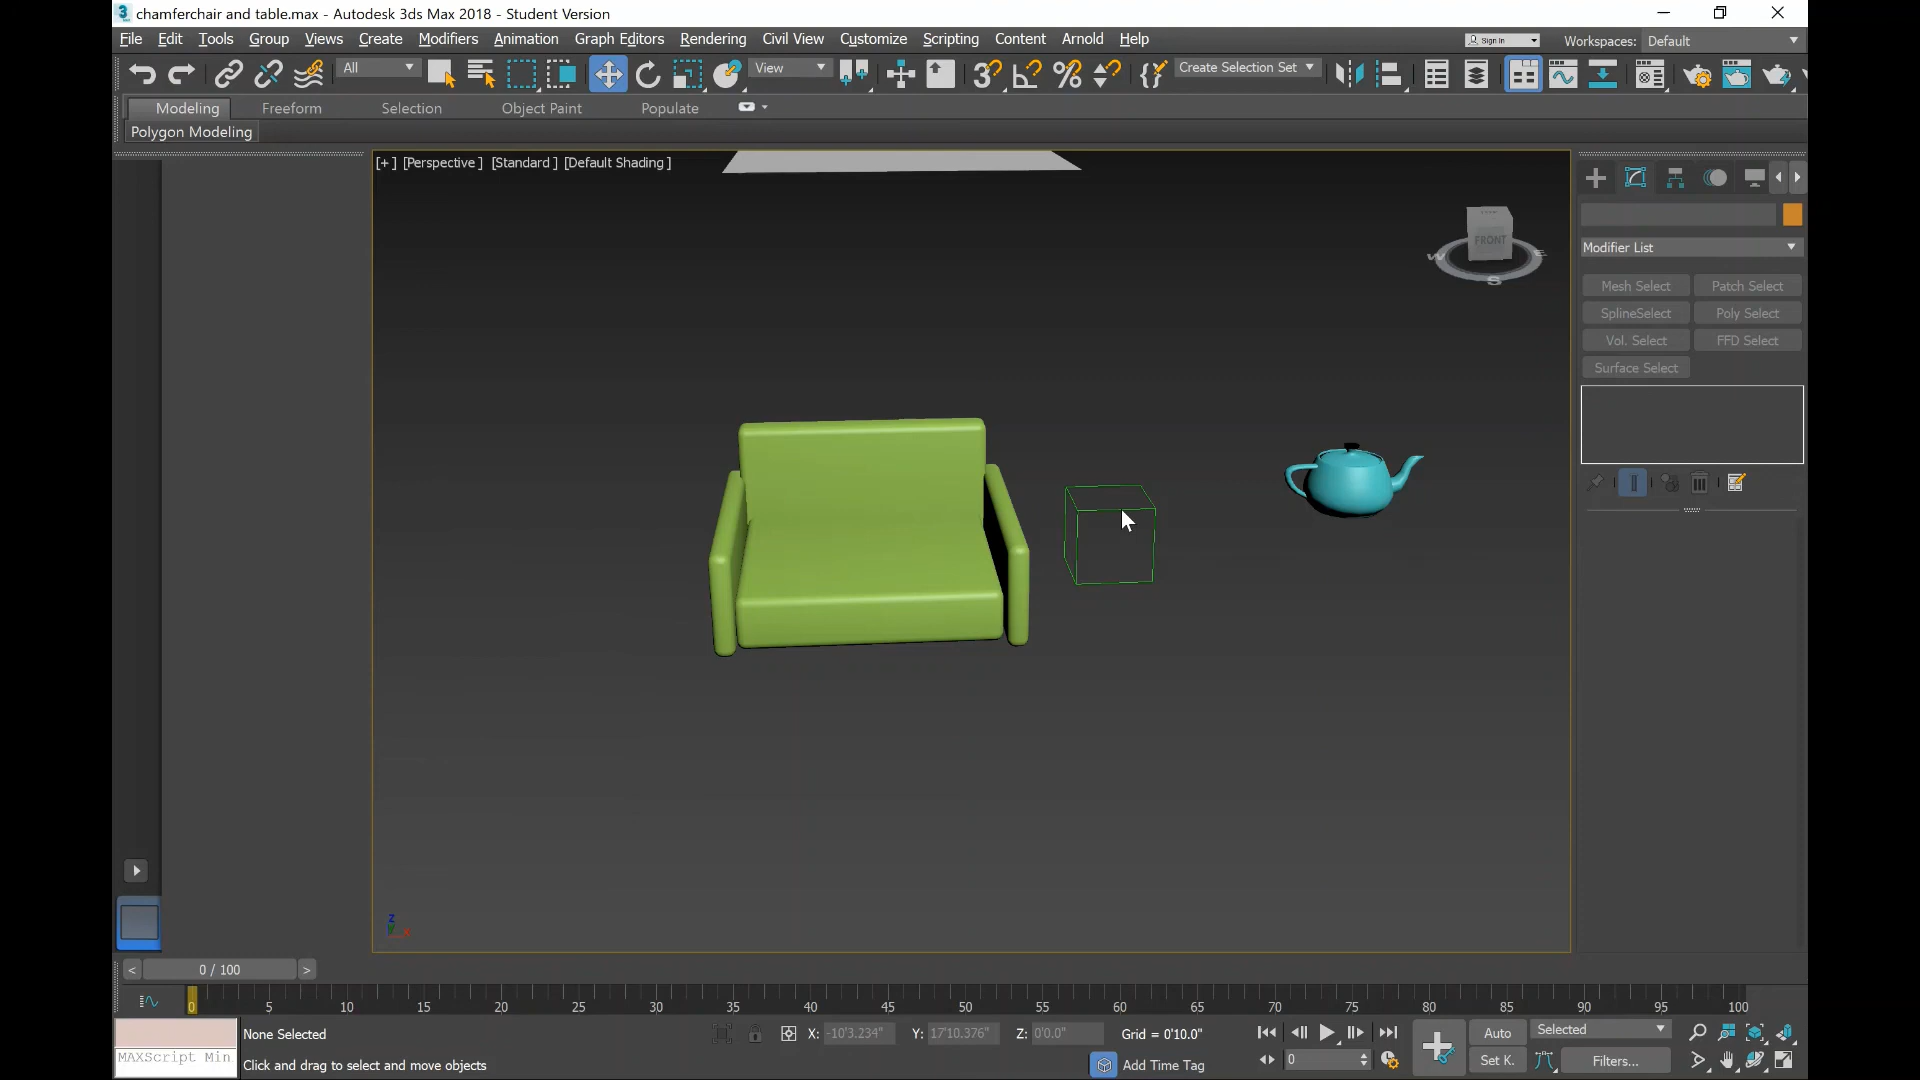 chamferchair and table.max - Autodesk 3ds Max 2018 - Student Version
File Edit Tools Group Views Create Modifiers Animation Graph Editors Rendering Civil View Customize Scripting Content Arnold Help
Sign In Workspaces: Default
All View Create Selection Set
Modeling Freeform Selection Object Paint Populate
Polygon Modeling
[+] [Perspective] [Standard] [Default Shading]
FRONT
W E
S
Modifier List
Mesh Select Patch Select
SplineSelect Poly Select
Vol. Select FFD Select
Surface Select
z
x
< 0 / 100 >
0 5 10 15 20 25 30 35 40 45 50 55 60 65 70 75 80 85 90 95 100
None Selected X: -10'3.234" Y: 17'10.376" Z: 0'0.0" Grid = 0'10.0" Auto Selected
MAXScript Min Click and drag to select and move objects Add Time Tag 0 Set K. Filters...